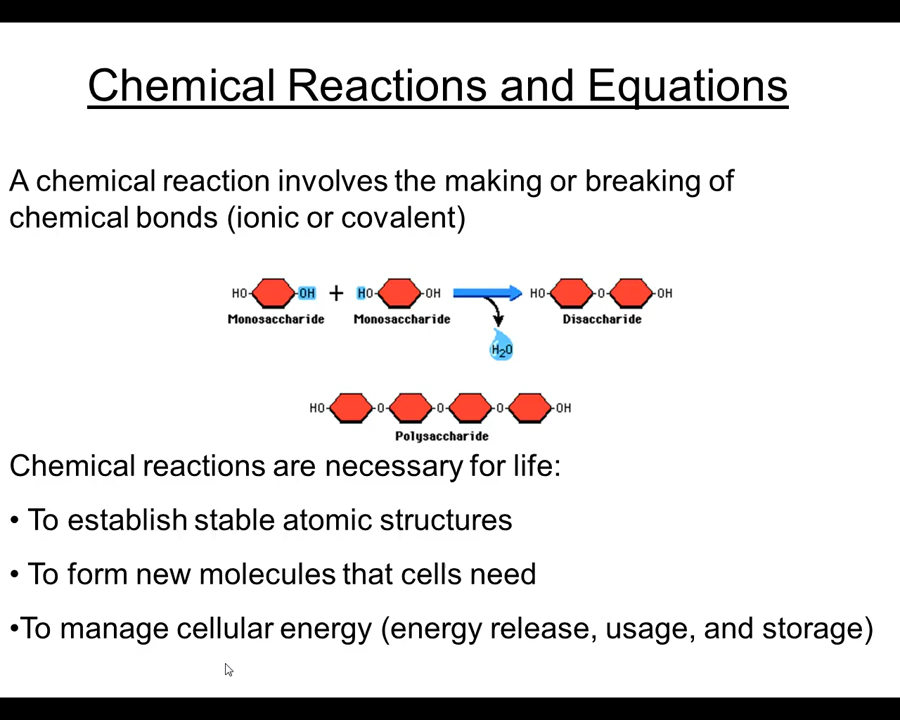 Chemical Reactions and Equations
A chemical reaction involves the making or breaking of
chemical bonds (ionic or covalent)
HO- -OH + HO- -OH HO- -O- -OH
Monosaccharide Monosaccharide Disaccharide
H₂O
HO- -O- -O- -O- -OH
Polysaccharide
Chemical reactions are necessary for life:
• To establish stable atomic structures
• To form new molecules that cells need
•To manage cellular energy (energy release, usage, and storage)